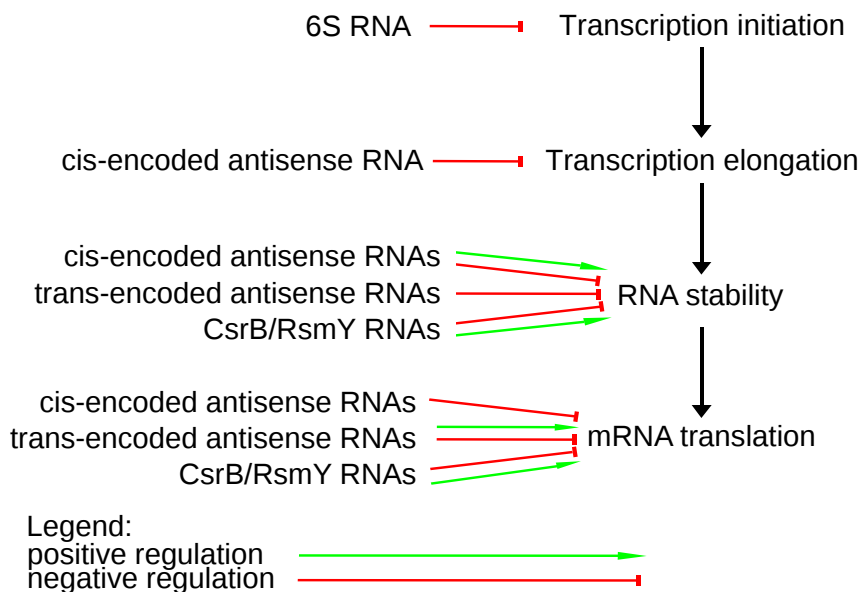 6S RNA Transcription initiation
cis-encoded antisense RNA Transcription elongation
cis-encoded antisense RNAs
trans-encoded antisense RNAs RNA stability
CsrB/RsmY RNAs
cis-encoded antisense RNAs
trans-encoded antisense RNAs mRNA translation
CsrB/RsmY RNAs
Legend:
positive regulation
negative regulation